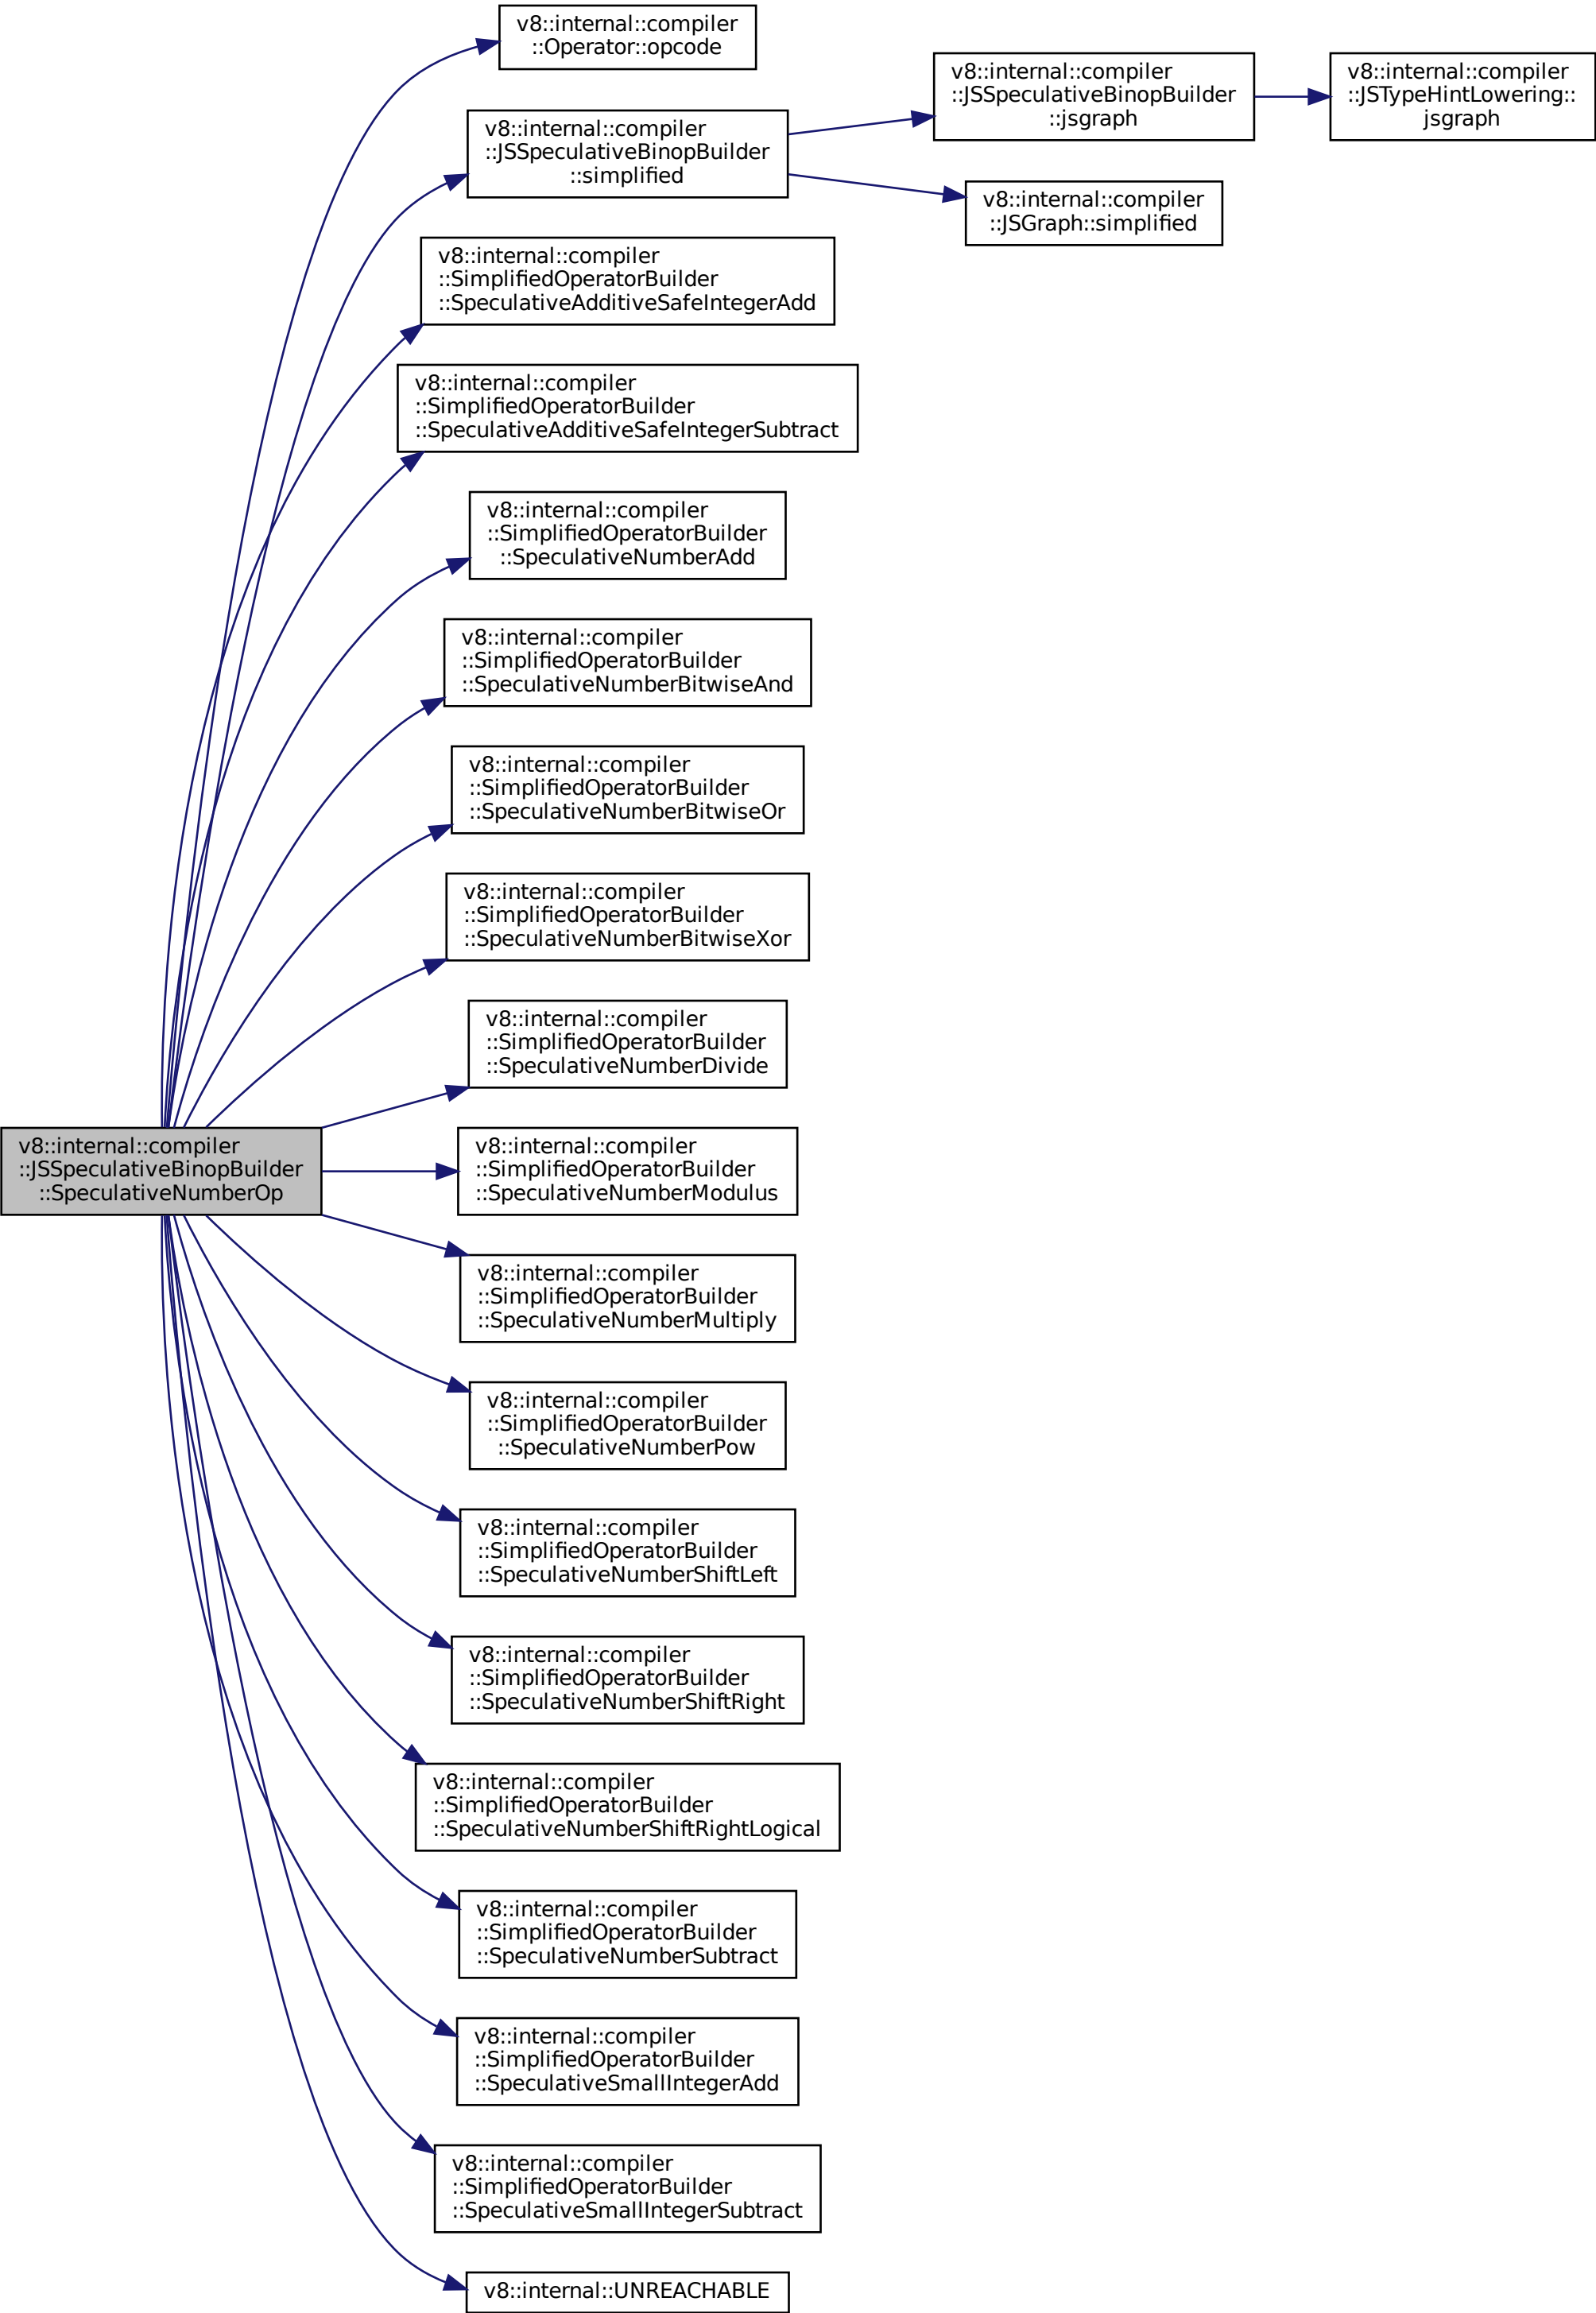 v8::internal::compiler
::Operator::opcode
v8::internal::compiler
::JSSpeculativeBinopBuilder
::simplified
v8::internal::compiler
::JSSpeculativeBinopBuilder
::jsgraph
v8::internal::compiler
::JSTypeHintLowering::
jsgraph
v8::internal::compiler
::JSGraph::simplified
v8::internal::compiler
::SimplifiedOperatorBuilder
::SpeculativeAdditiveSafeIntegerAdd
v8::internal::compiler
::SimplifiedOperatorBuilder
::SpeculativeAdditiveSafeIntegerSubtract
v8::internal::compiler
::SimplifiedOperatorBuilder
::SpeculativeNumberAdd
v8::internal::compiler
::SimplifiedOperatorBuilder
::SpeculativeNumberBitwiseAnd
v8::internal::compiler
::SimplifiedOperatorBuilder
::SpeculativeNumberBitwiseOr
v8::internal::compiler
::SimplifiedOperatorBuilder
::SpeculativeNumberBitwiseXor
v8::internal::compiler
::SimplifiedOperatorBuilder
::SpeculativeNumberDivide
v8::internal::compiler
::JSSpeculativeBinopBuilder
::SpeculativeNumberOp
v8::internal::compiler
::SimplifiedOperatorBuilder
::SpeculativeNumberModulus
v8::internal::compiler
::SimplifiedOperatorBuilder
::SpeculativeNumberMultiply
v8::internal::compiler
::SimplifiedOperatorBuilder
::SpeculativeNumberPow
v8::internal::compiler
::SimplifiedOperatorBuilder
::SpeculativeNumberShiftLeft
v8::internal::compiler
::SimplifiedOperatorBuilder
::SpeculativeNumberShiftRight
v8::internal::compiler
::SimplifiedOperatorBuilder
::SpeculativeNumberShiftRightLogical
v8::internal::compiler
::SimplifiedOperatorBuilder
::SpeculativeNumberSubtract
v8::internal::compiler
::SimplifiedOperatorBuilder
::SpeculativeSmallIntegerAdd
v8::internal::compiler
::SimplifiedOperatorBuilder
::SpeculativeSmallIntegerSubtract
v8::internal::UNREACHABLE